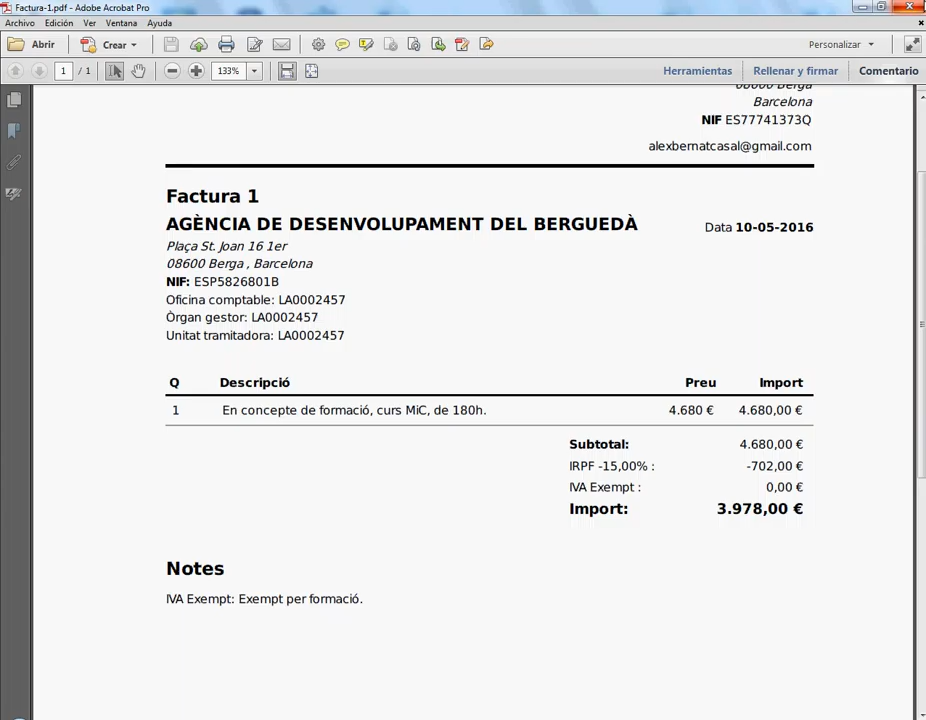 Factura-1.pdf - Adobe Acrobat Pro
Archivo Edición Ver Ventana Ayuda
Abrir Crear Personalizar
1 / 1 133% Herramientas Rellenar y firmar Comentario
08600 Berga
Barcelona
NIF ES77741373Q
alexbernatcasal@gmail.com
Factura 1
AGÈNCIA DE DESENVOLUPAMENT DEL BERGUEDÀ Data 10-05-2016
Plaça St. Joan 16 1er
08600 Berga , Barcelona
NIF: ESP5826801B
Oficina comptable: LA0002457
Òrgan gestor: LA0002457
Unitat tramitadora: LA0002457
Q Descripció Preu Import
1 En concepte de formació, curs MiC, de 180h. 4.680 € 4.680,00 €
Subtotal: 4.680,00 €
IRPF -15,00% : -702,00 €
IVA Exempt : 0,00 €
Import: 3.978,00 €
Notes
IVA Exempt: Exempt per formació.